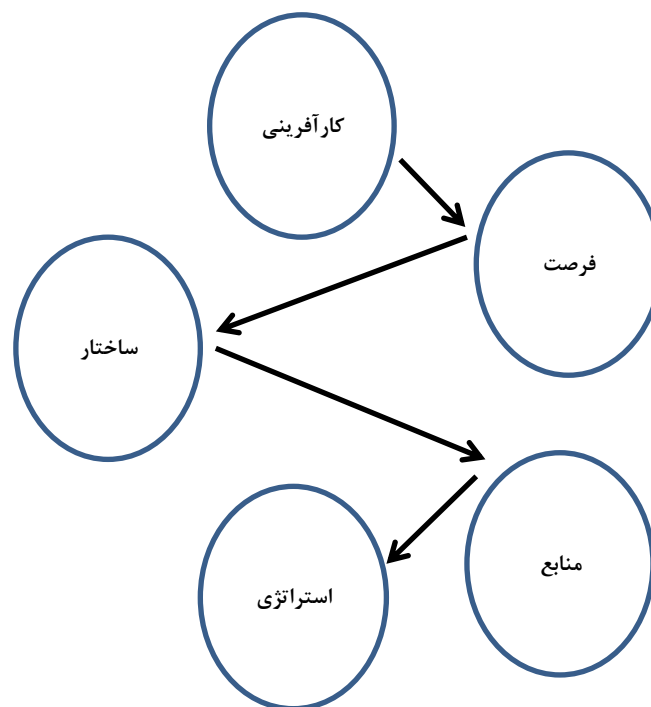 کارآفرینی
فرصت
ساختار
منابع
استراتژی